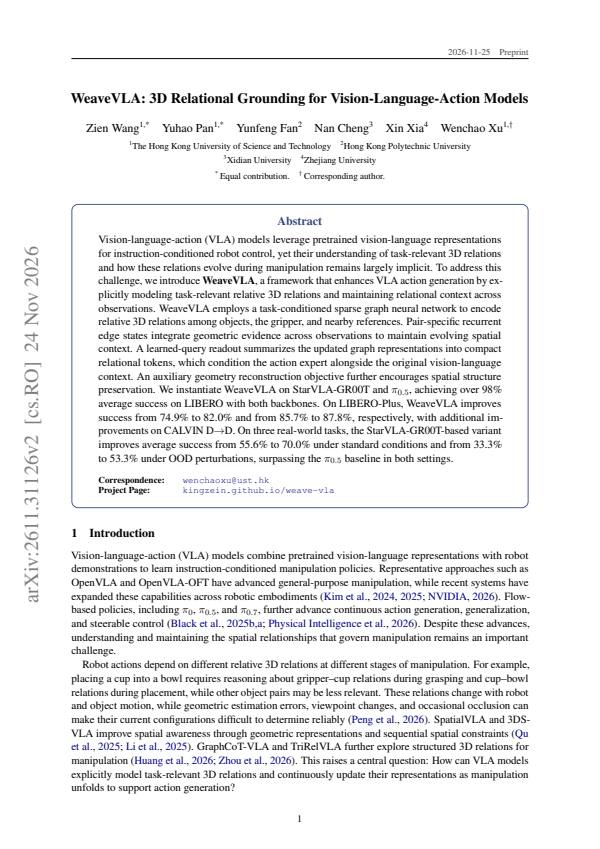 2026-11-25 Preprint
WeaveVLA: 3D Relational Grounding for Vision-Language-Action Models
Zien Wang1,* Yuhao Pan1,* Yunfeng Fan2 Nan Cheng3 Xin Xia4 Wenchao Xu1,†
1The Hong Kong University of Science and Technology 2Hong Kong Polytechnic University
3Xidian University 4Zhejiang University
* Equal contribution. † Corresponding author.
Abstract
Vision-language-action (VLA) models leverage pretrained vision-language representations
for instruction-conditioned robot control, yet their understanding of task-relevant 3D relations
and how these relations evolve during manipulation remains largely implicit. To address this
challenge, we introduce WeaveVLA, a framework that enhances VLA action generation by ex-
plicitly modeling task-relevant relative 3D relations and maintaining relational context across
observations. WeaveVLA employs a task-conditioned sparse graph neural network to encode
relative 3D relations among objects, the gripper, and nearby references. Pair-specific recurrent
edge states integrate geometric evidence across observations to maintain evolving spatial
context. A learned-query readout summarizes the updated graph representations into compact
relational tokens, which condition the action expert alongside the original vision-language
context. An auxiliary geometry reconstruction objective further encourages spatial structure
preservation. We instantiate WeaveVLA on StarVLA-GR00T and π0.5, achieving over 98%
average success on LIBERO with both backbones. On LIBERO-Plus, WeaveVLA improves
success from 74.9% to 82.0% and from 85.7% to 87.8%, respectively, with additional im-
provements on CALVIN D→D. On three real-world tasks, the StarVLA-GR00T-based variant
improves average success from 55.6% to 70.0% under standard conditions and from 33.3%
to 53.3% under OOD perturbations, surpassing the π0.5 baseline in both settings.
Correspondence: wenchaoxu@ust.hk
Project Page: kingzein.github.io/weave-vla
1 Introduction
Vision-language-action (VLA) models combine pretrained vision-language representations with robot
demonstrations to learn instruction-conditioned manipulation policies. Representative approaches such as
OpenVLA and OpenVLA-OFT have advanced general-purpose manipulation, while recent systems have
expanded these capabilities across robotic embodiments (Kim et al., 2024, 2025; NVIDIA, 2026). Flow-
based policies, including π0, π0.5, and π0.7, further advance continuous action generation, generalization,
and steerable control (Black et al., 2025b,a; Physical Intelligence et al., 2026). Despite these advances,
understanding and maintaining the spatial relationships that govern manipulation remains an important
challenge.
Robot actions depend on different relative 3D relations at different stages of manipulation. For example,
placing a cup into a bowl requires reasoning about gripper–cup relations during grasping and cup–bowl
relations during placement, while other object pairs may be less relevant. These relations change with robot
and object motion, while geometric estimation errors, viewpoint changes, and occasional occlusion can
make their current configurations difficult to determine reliably (Peng et al., 2026). SpatialVLA and 3DS-
VLA improve spatial awareness through geometric representations and sequential spatial constraints (Qu
et al., 2025; Li et al., 2025). GraphCoT-VLA and TriRelVLA further explore structured 3D relations for
manipulation (Huang et al., 2026; Zhou et al., 2026). This raises a central question: How can VLA models
explicitly model task-relevant 3D relations and continuously update their representations as manipulation
unfolds to support action generation?
1
arXiv:2611.31126v2 [cs.RO] 24 Nov 2026